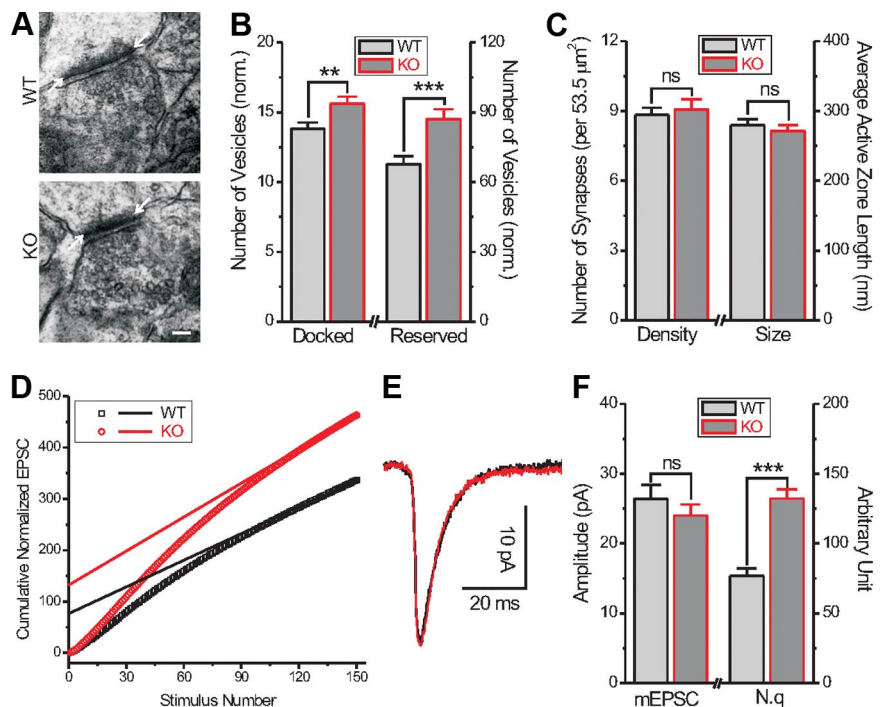 A
WT
KO
B
WT
KO
Number of Vesicles (norm.)
20
15
10
5
0
**
***
120
90
60
30
0
Number of Vesicles (norm.)
Docked
Reserved
C
WT
KO
Number of Synapses (per 53.5 μm²)
12
9
6
3
0
ns
ns
400
300
200
100
0
Average Active Zone Length (nm)
Density
Size
D
WT
KO
Cumulative Normalized EPSC
500
400
300
200
100
0
0 30 60 90 120 150
Stimulus Number
E
10 pA
20 ms
F
WT
KO
Amplitude (pA)
40
30
20
10
0
ns
***
200
150
100
50
0
Arbitrary Unit
mEPSC
N.q